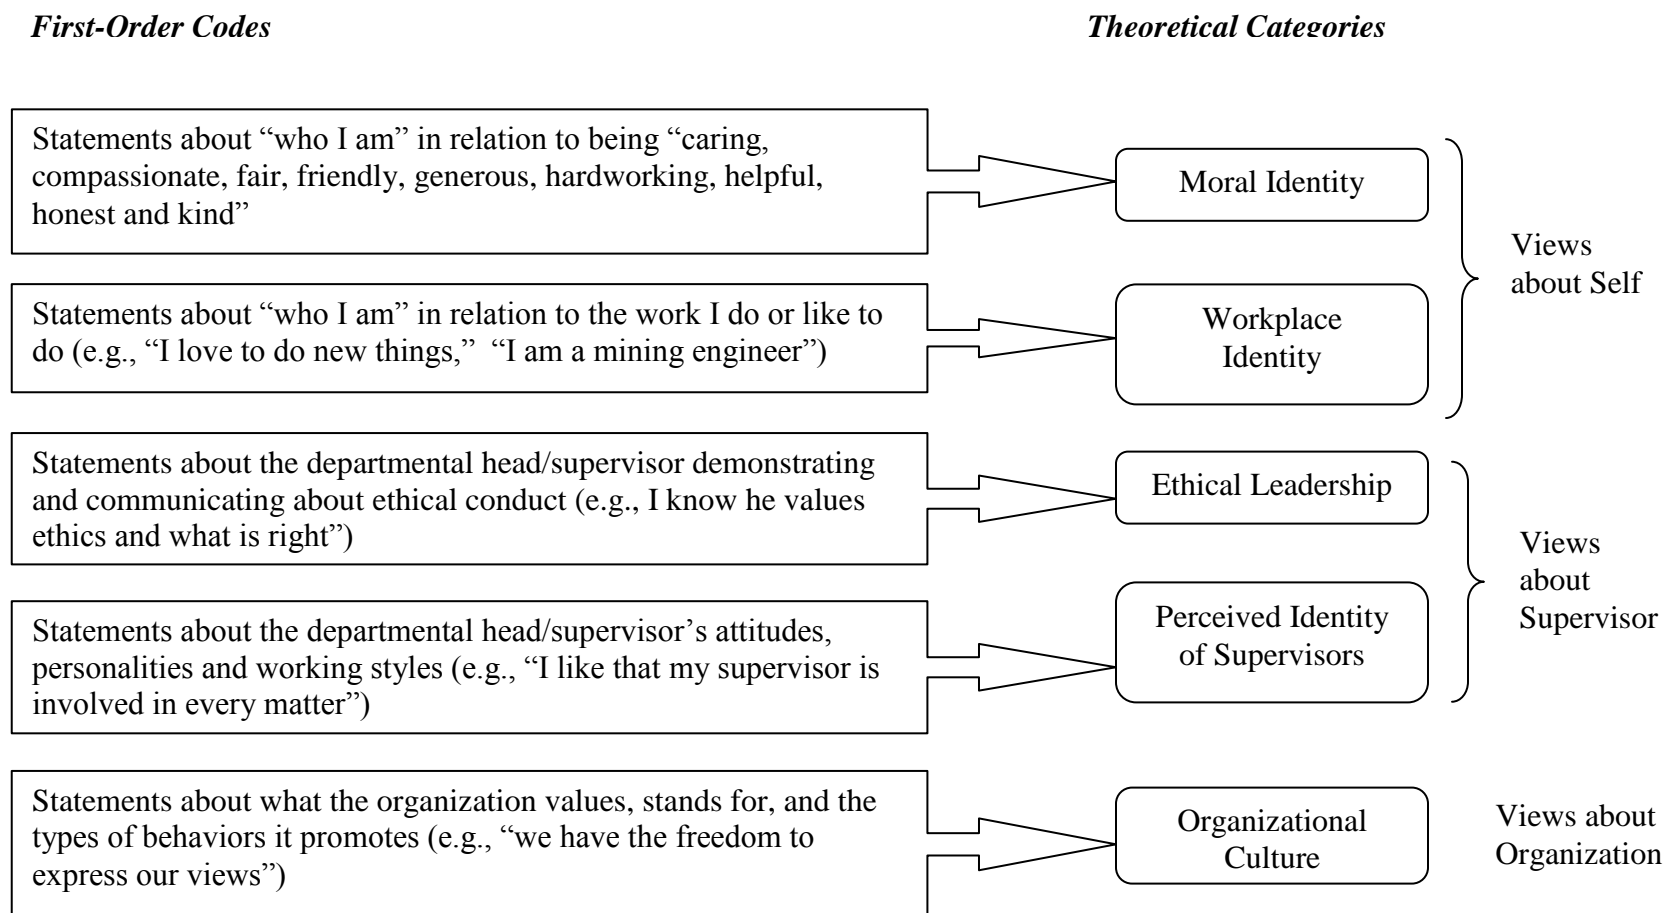 First-Order Codes
Theoretical Categories
Statements about “who I am” in relation to being “caring,
compassionate, fair, friendly, generous, hardworking, helpful,
honest and kind”
Moral Identity
Views
about Self
Statements about “who I am” in relation to the work I do or like to
do (e.g., “I love to do new things,” “I am a mining engineer”)
Workplace
Identity
Statements about the departmental head/supervisor demonstrating
and communicating about ethical conduct (e.g., I know he values
ethics and what is right”)
Ethical Leadership
Views
about
Supervisor
Statements about the departmental head/supervisor’s attitudes,
personalities and working styles (e.g., “I like that my supervisor is
involved in every matter”)
Perceived Identity
of Supervisors
Statements about what the organization values, stands for, and the
types of behaviors it promotes (e.g., “we have the freedom to
express our views”)
Organizational
Culture
Views about
Organization